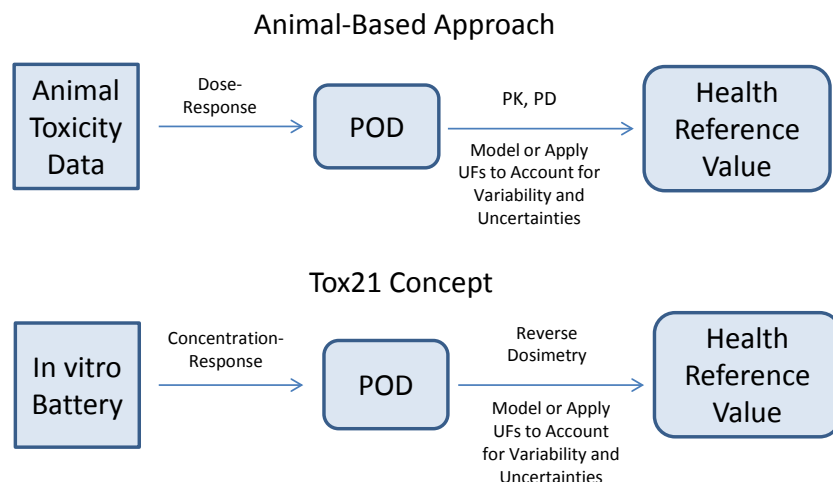 Animal-Based Approach
Animal
Toxicity
Data
Dose-
Response
POD
PK, PD
Model or Apply
UFs to Account for
Variability and
Uncertainties
Health
Reference
Value
Tox21 Concept
In vitro
Battery
Concentration-
Response
POD
Reverse
Dosimetry
Model or Apply
UFs to Account
for Variability and
Uncertainties
Health
Reference
Value